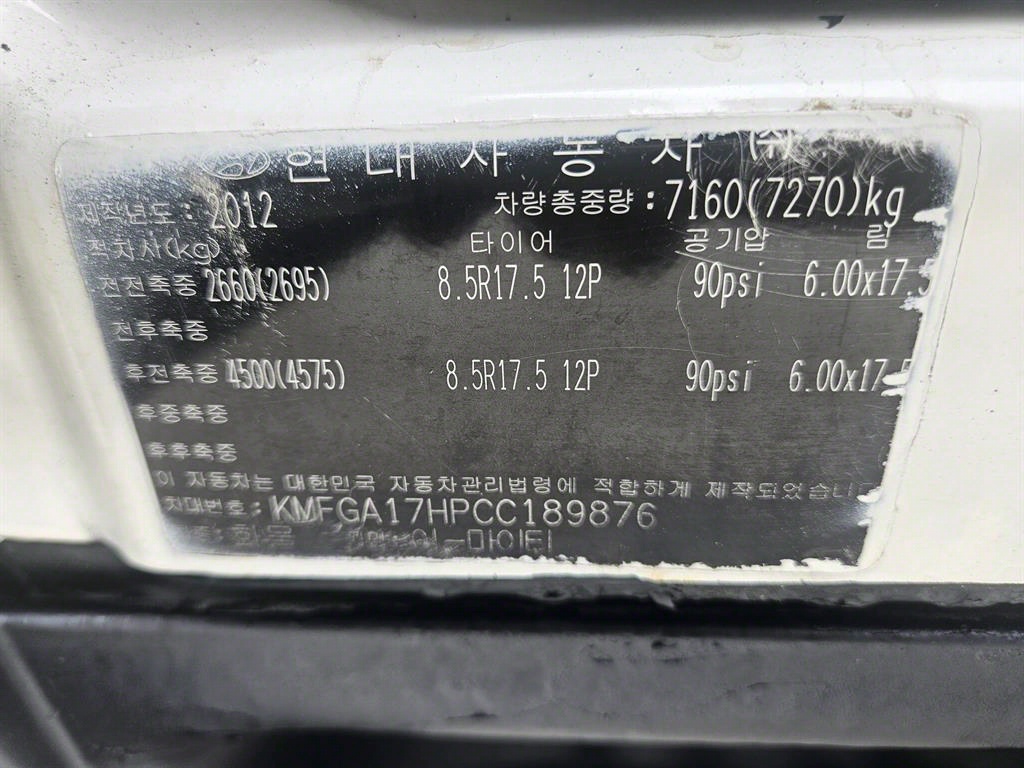 현대자동차(주)
제작년도: 2012 차량총중량: 7160(7270)kg
적차시(kg) 타이어 공기압 림
전전축중 2660(2695) 8.5R17.5 12P 90psi 6.00x17.5
전후축중
후전축중 4500(4575) 8.5R17.5 12P 90psi 6.00x17.5
후중축중
후후축중
이 자동차는 대한민국 자동차관리법령에 적합하게 제작되었습니
차대번호: KMFGA17HPCC189876
화물 마이티